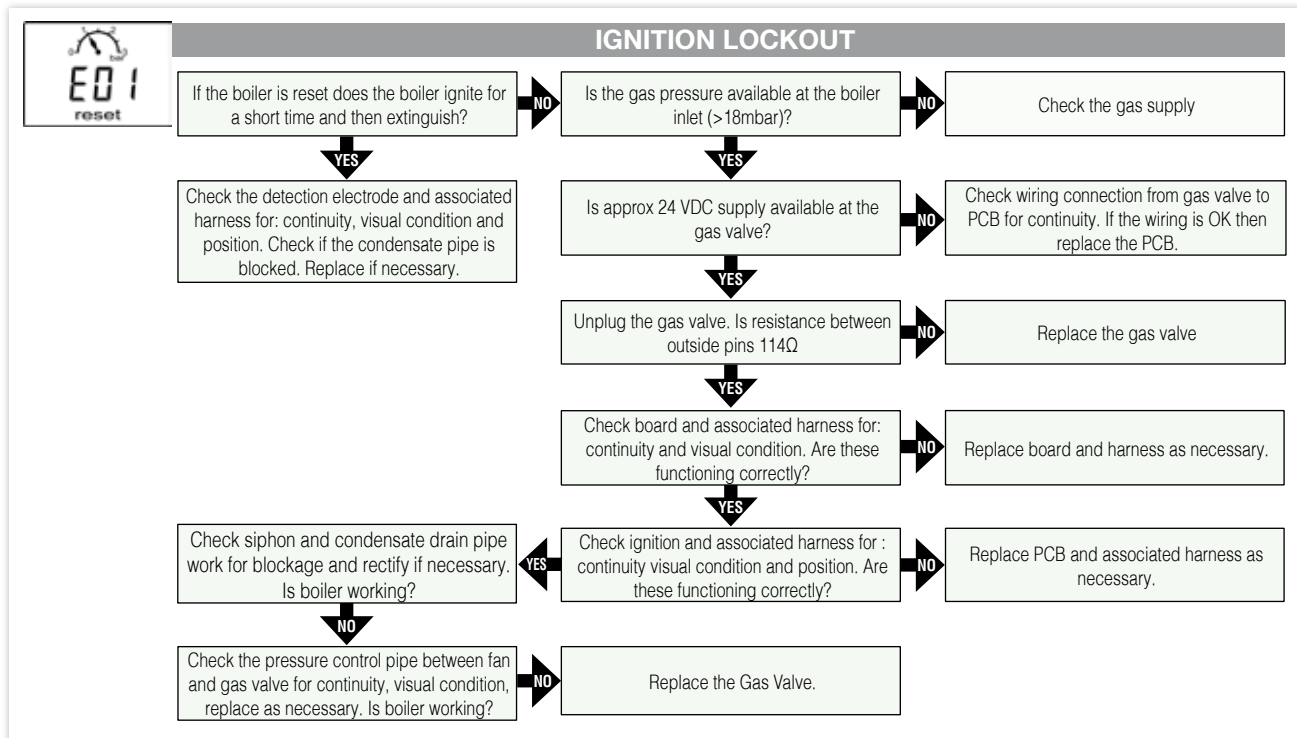 bar
E01
reset
IGNITION LOCKOUT
If the boiler is reset does the boiler ignite for
a short time and then extinguish?
NO
Is the gas pressure available at the boiler
inlet (>18mbar)?
NO
Check the gas supply
YES
YES
Check the detection electrode and associated
harness for: continuity, visual condition and
position. Check if the condensate pipe is
blocked. Replace if necessary.
Is approx 24 VDC supply available at the
gas valve?
NO
Check wiring connection from gas valve to
PCB for continuity. If the wiring is OK then
replace the PCB.
YES
Unplug the gas valve. Is resistance between
outside pins 114Ω
NO
Replace the gas valve
YES
Check board and associated harness for:
continuity and visual condition. Are these
functioning correctly?
NO
Replace board and harness as necessary.
YES
Check ignition and associated harness for :
continuity visual condition and position. Are
these functioning correctly?
NO
Replace PCB and associated harness as
necessary.
YES
Check siphon and condensate drain pipe
work for blockage and rectify if necessary.
Is boiler working?
NO
Check the pressure control pipe between fan
and gas valve for continuity, visual condition,
replace as necessary. Is boiler working?
NO
Replace the Gas Valve.